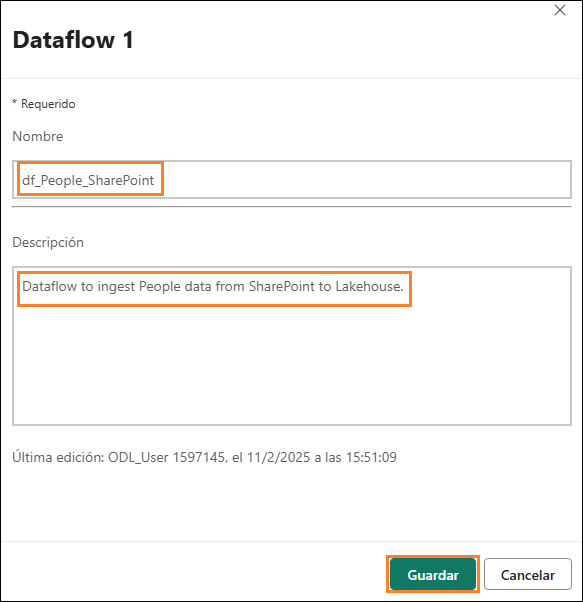 Dataflow 1
* Requerido
Nombre
df_People_SharePoint
Descripción
Dataflow to ingest People data from SharePoint to Lakehouse.
Última edición: ODL_User 1597145, el 11/2/2025 a las 15:51:09
Guardar Cancelar